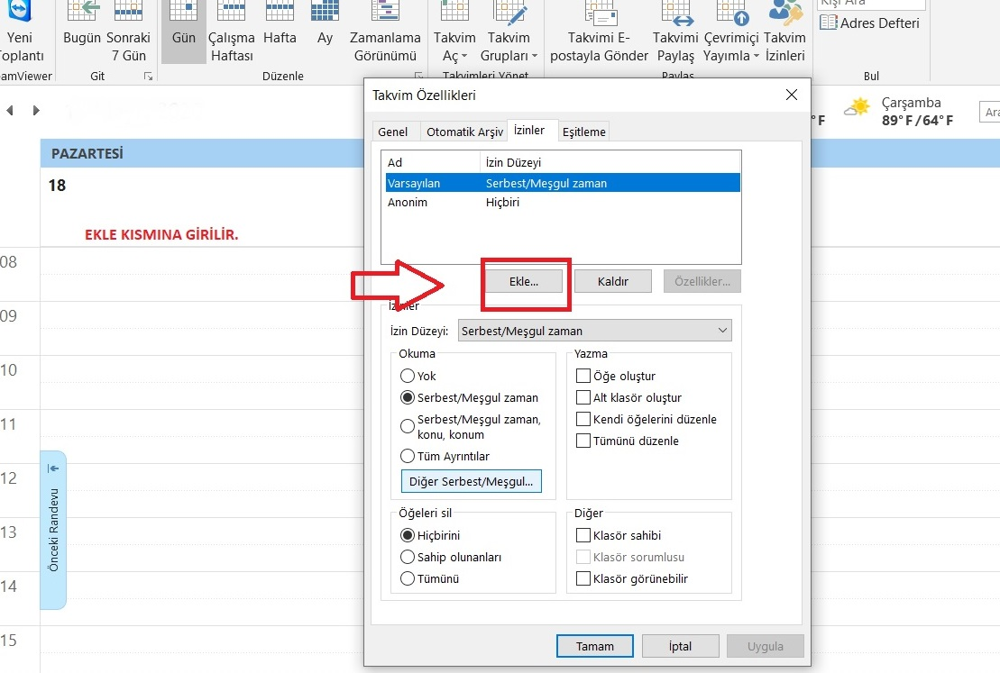 Yeni
Toplantı
TeamViewer
Bugün
Sonraki
7 Gün
Git
Gün
Çalışma
Haftası
Hafta
Ay
Zamanlama
Görünümü
Düzenle
Takvim
Aç
Takvim
Grupları
Takvimleri Yönet
Takvimi E-
postayla Gönder
Takvimi
Paylaş
Çevrimiçi
Yayımla
Takvim
İzinleri
Paylaş
Kişi Ara
Adres Defteri
Bul
°F
Çarşamba
89°F/64°F
Ara
PAZARTESİ
18
EKLE KISMINA GİRİLİR.
08
09
10
11
12
13
14
15
Önceki Randevu
Takvim Özellikleri
Genel
Otomatik Arşiv
İzinler
Eşitleme
Ad
İzin Düzeyi
Varsayılan
Serbest/Meşgul zaman
Anonim
Hiçbiri
Ekle...
Kaldır
Özellikler...
İzinler
İzin Düzeyi:
Serbest/Meşgul zaman
Okuma
Yok
Serbest/Meşgul zaman
Serbest/Meşgul zaman,
konu, konum
Tüm Ayrıntılar
Diğer Serbest/Meşgul...
Yazma
Öğe oluştur
Alt klasör oluştur
Kendi öğelerini düzenle
Tümünü düzenle
Öğeleri sil
Hiçbirini
Sahip olunanları
Tümünü
Diğer
Klasör sahibi
Klasör sorumlusu
Klasör görünebilir
Tamam
İptal
Uygula